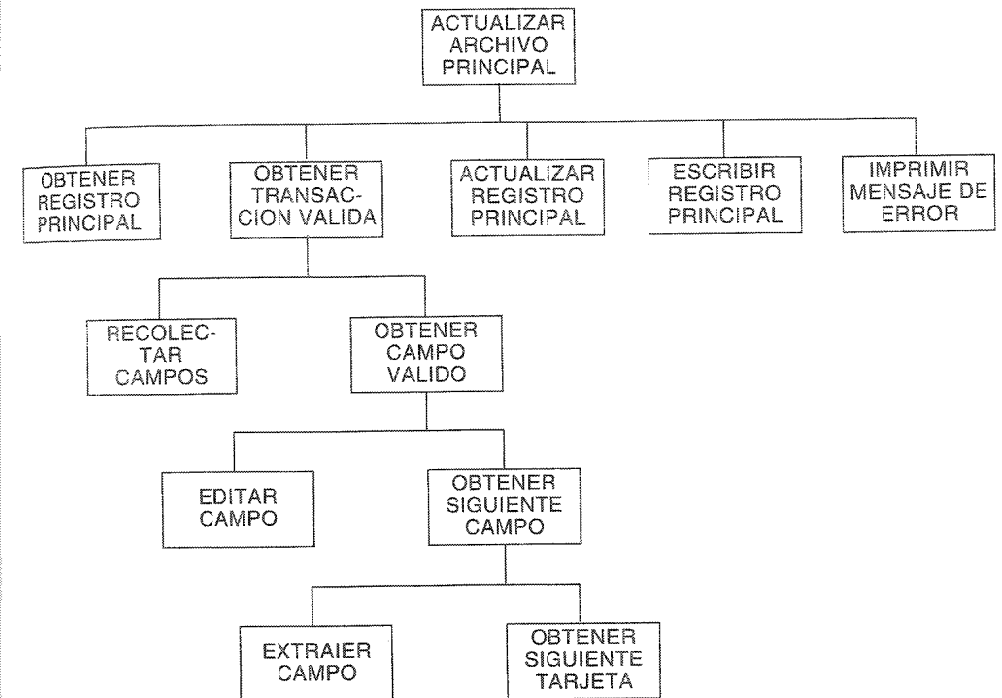 ACTUALIZAR
ARCHIVO
PRINCIPAL
OBTENER
REGISTRO
PRINCIPAL
OBTENER
TRANSAC-
CION VALIDA
ACTUALIZAR
REGISTRO
PRINCIPAL
ESCRIBIR
REGISTRO
PRINCIPAL
IMPRIMIR
MENSAJE DE
ERROR
RECOLEC-
TAR
CAMPOS
OBTENER
CAMPO
VALIDO
EDITAR
CAMPO
OBTENER
SIGUIENTE
CAMPO
EXTRAIER
CAMPO
OBTENER
SIGUIENTE
TARJETA